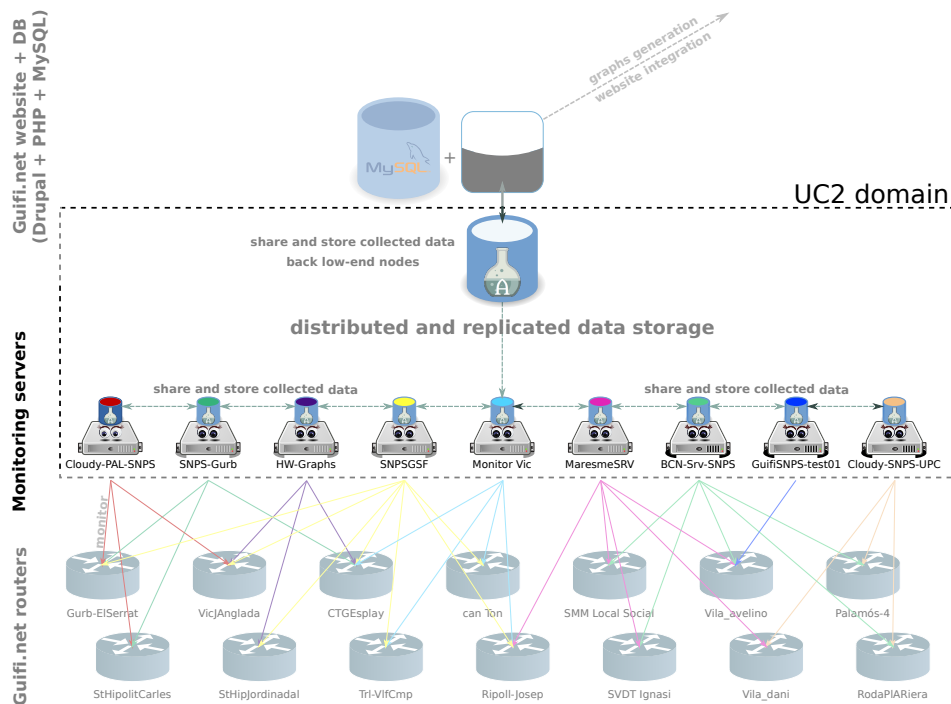 graphs generation
website integration
Guifi.net website + DB
(Drupal + PHP + MySQL)
MySQL
+
UC2 domain
share and store collected data
back low-end nodes
A
distributed and replicated data storage
Monitoring servers
share and store collected data
share and store collected data
Cloudy-PAL-SNPS
SNPS-Gurb
HW-Graphs
SNPSGSF
Monitor Vic
MaresmeSRV
BCN-Srv-SNPS
GuifiSNPS-test01
Cloudy-SNPS-UPC
monitor
Guifi.net routers
Gurb-ElSerrat
VicJAnglada
CTGEsplay
can Ton
SMM Local Social
Vila_avelino
Palamós-4
StHipolitCarles
StHipJordinadal
Trl-VlfCmp
Ripoll-Josep
SVDT Ignasi
Vila_dani
RodaPlARiera